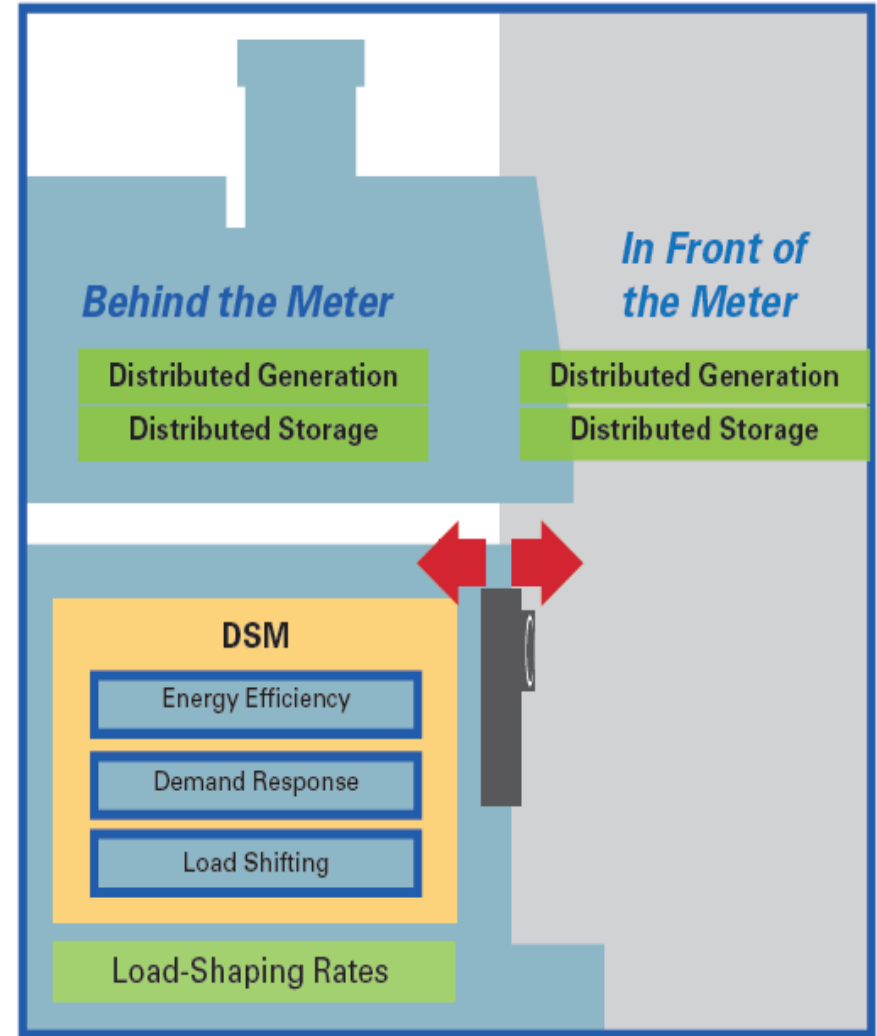 Behind the Meter
Distributed Generation
Distributed Storage
In Front of
the Meter
Distributed Generation
Distributed Storage
DSM
Energy Efficiency
Demand Response
Load Shifting
Load-Shaping Rates